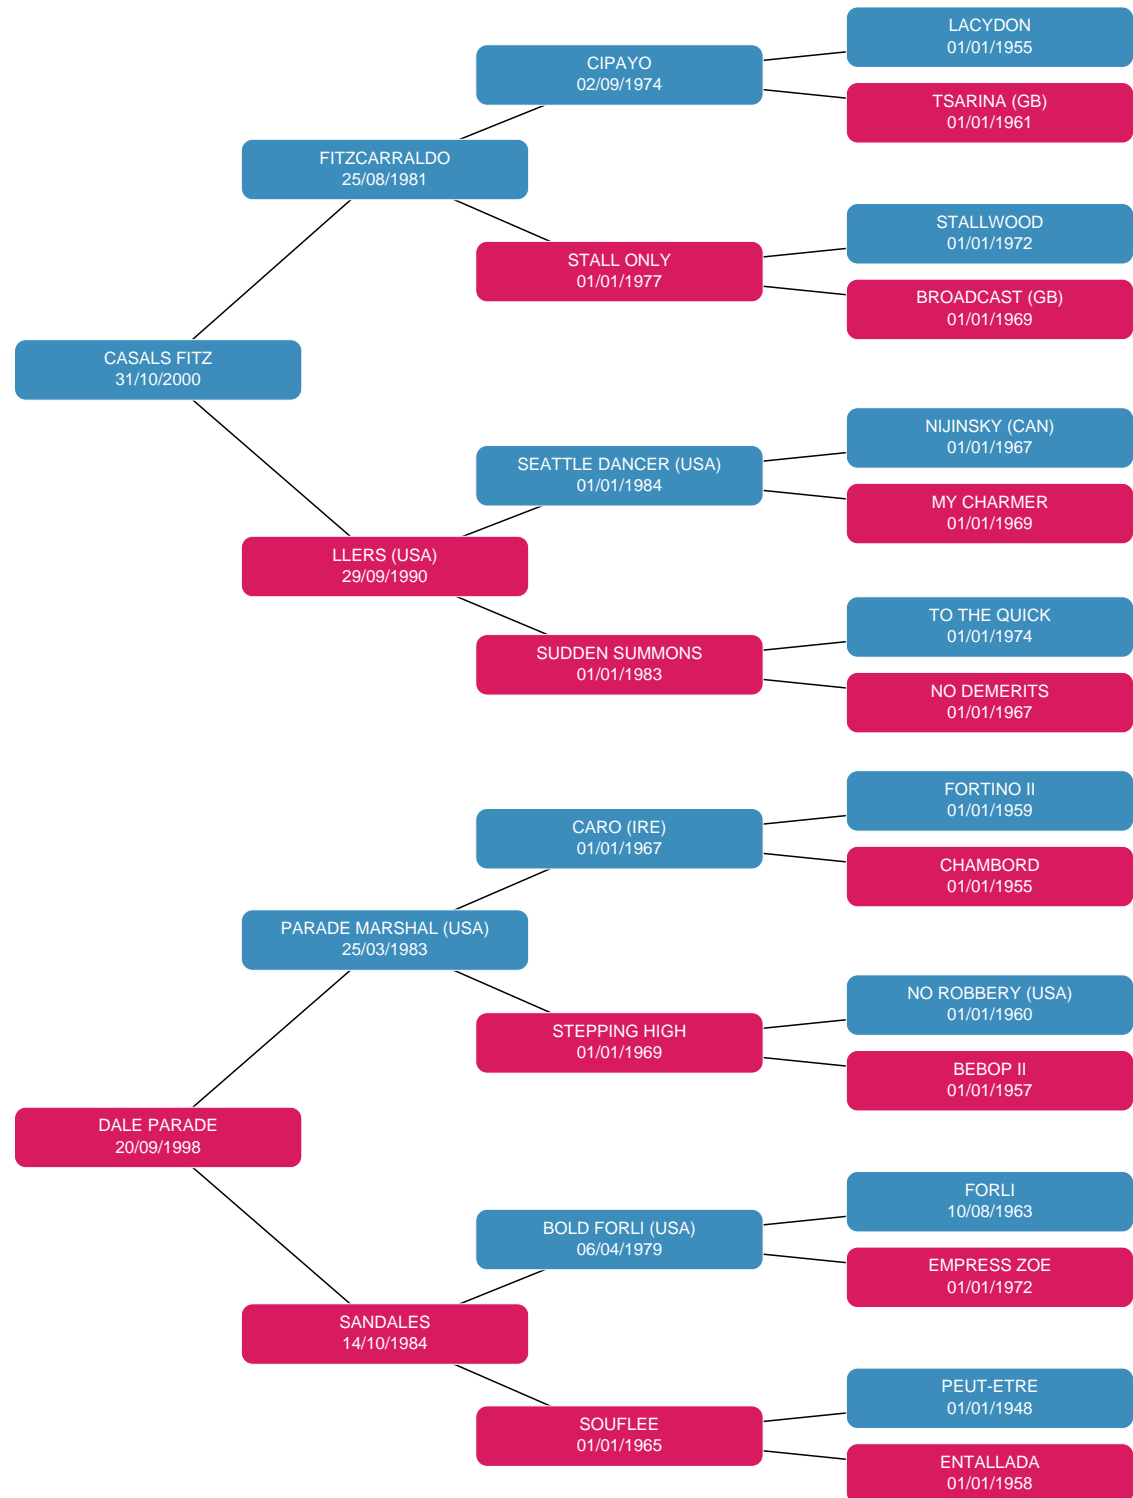 LACYDON
01/01/1955
CIPAYO
02/09/1974
TSARINA (GB)
01/01/1961
FITZCARRALDO
25/08/1981
STALLWOOD
01/01/1972
STALL ONLY
01/01/1977
BROADCAST (GB)
01/01/1969
CASALS FITZ
31/10/2000
NIJINSKY (CAN)
01/01/1967
SEATTLE DANCER (USA)
01/01/1984
MY CHARMER
01/01/1969
LLERS (USA)
29/09/1990
TO THE QUICK
01/01/1974
SUDDEN SUMMONS
01/01/1983
NO DEMERITS
01/01/1967
FORTINO II
01/01/1959
CARO (IRE)
01/01/1967
CHAMBORD
01/01/1955
PARADE MARSHAL (USA)
25/03/1983
NO ROBBERY (USA)
01/01/1960
STEPPING HIGH
01/01/1969
BEBOP II
01/01/1957
DALE PARADE
20/09/1998
FORLI
10/08/1963
BOLD FORLI (USA)
06/04/1979
EMPRESS ZOE
01/01/1972
SANDALES
14/10/1984
PEUT-ETRE
01/01/1948
SOUFLEE
01/01/1965
ENTALLADA
01/01/1958